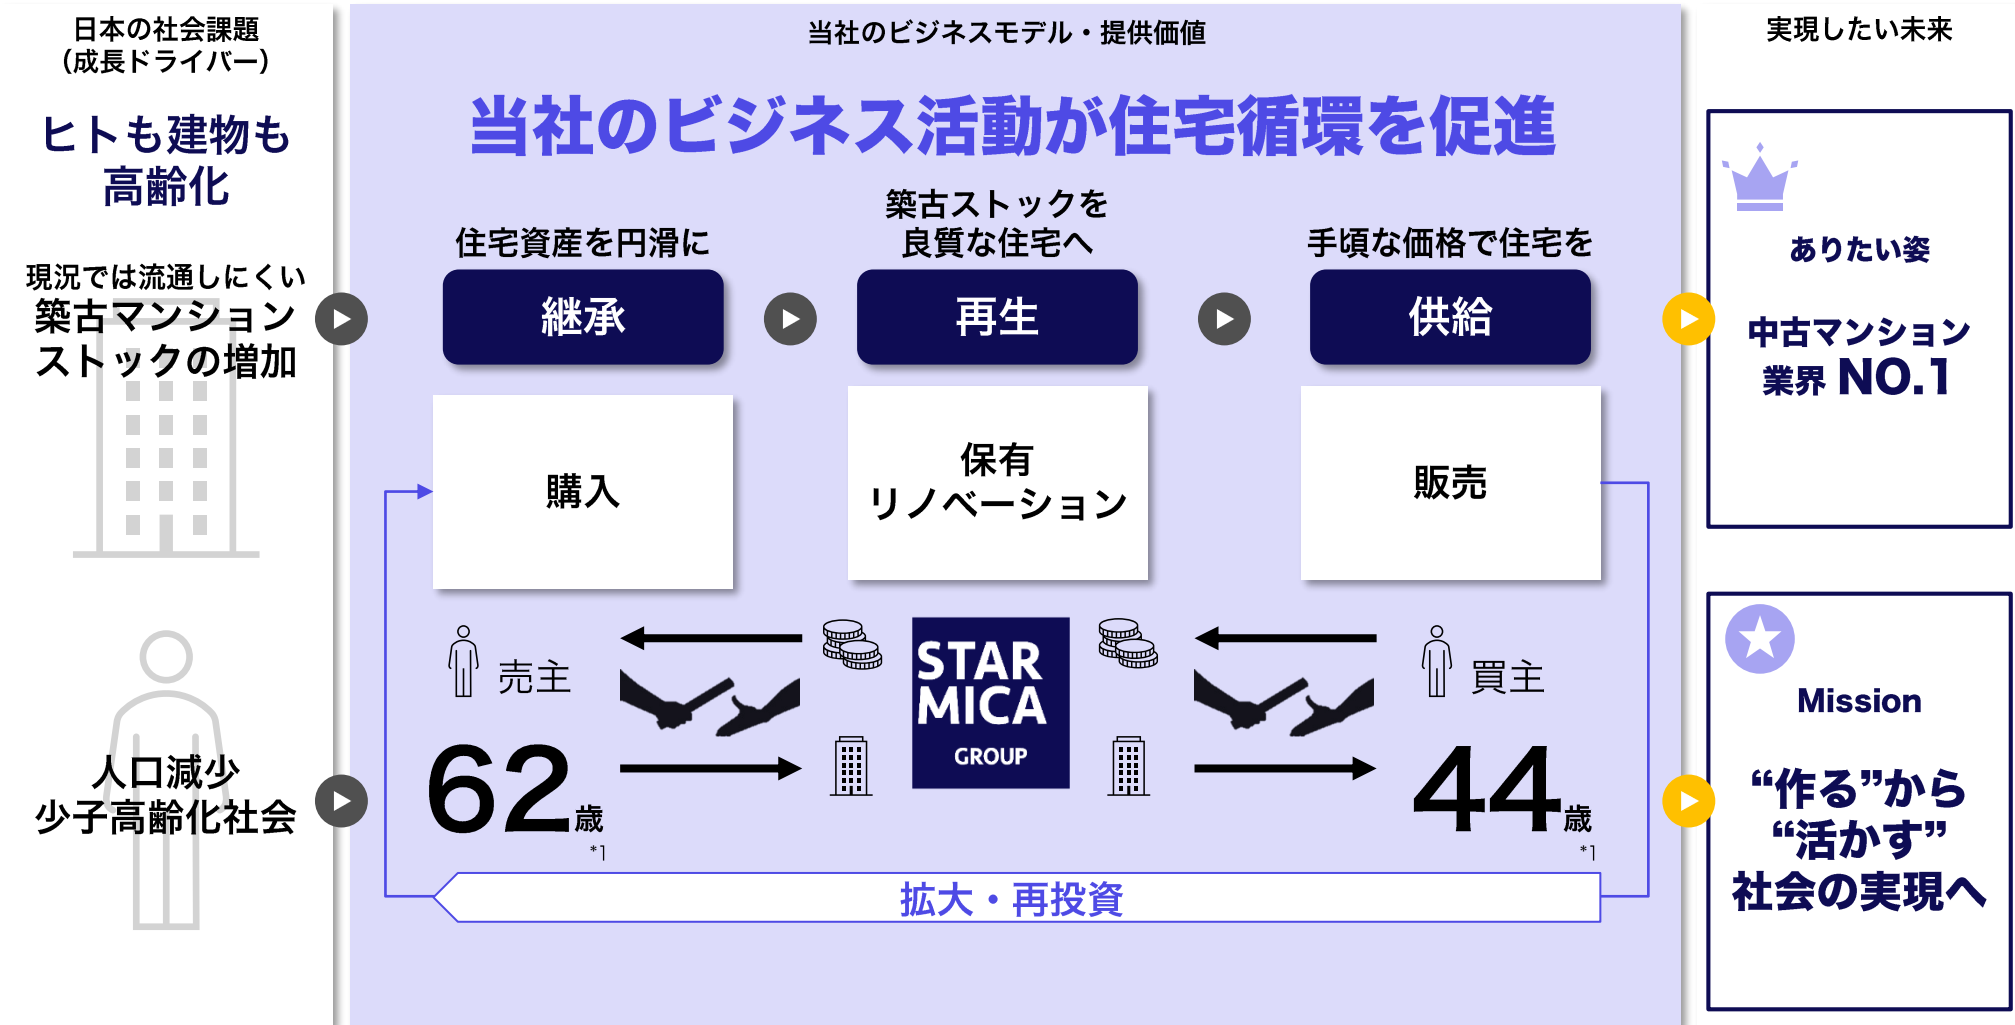 日本の社会課題
（成長ドライバー）
ヒトも建物も
高齢化
現況では流通しにくい
築古マンション
ストックの増加
人口減少
少子高齢化社会
当社のビジネスモデル・提供価値
当社のビジネス活動が住宅循環を促進
住宅資産を円滑に
継承
購入
築古ストックを
良質な住宅へ
再生
保有
リノベーション
手頃な価格で住宅を
供給
販売
売主
62歳
*1
STAR
MICA
GROUP
買主
44歳
*1
拡大・再投資
実現したい未来
ありたい姿
中古マンション
業界 NO.1
Mission
“作る”から
“活かす”
社会の実現へ